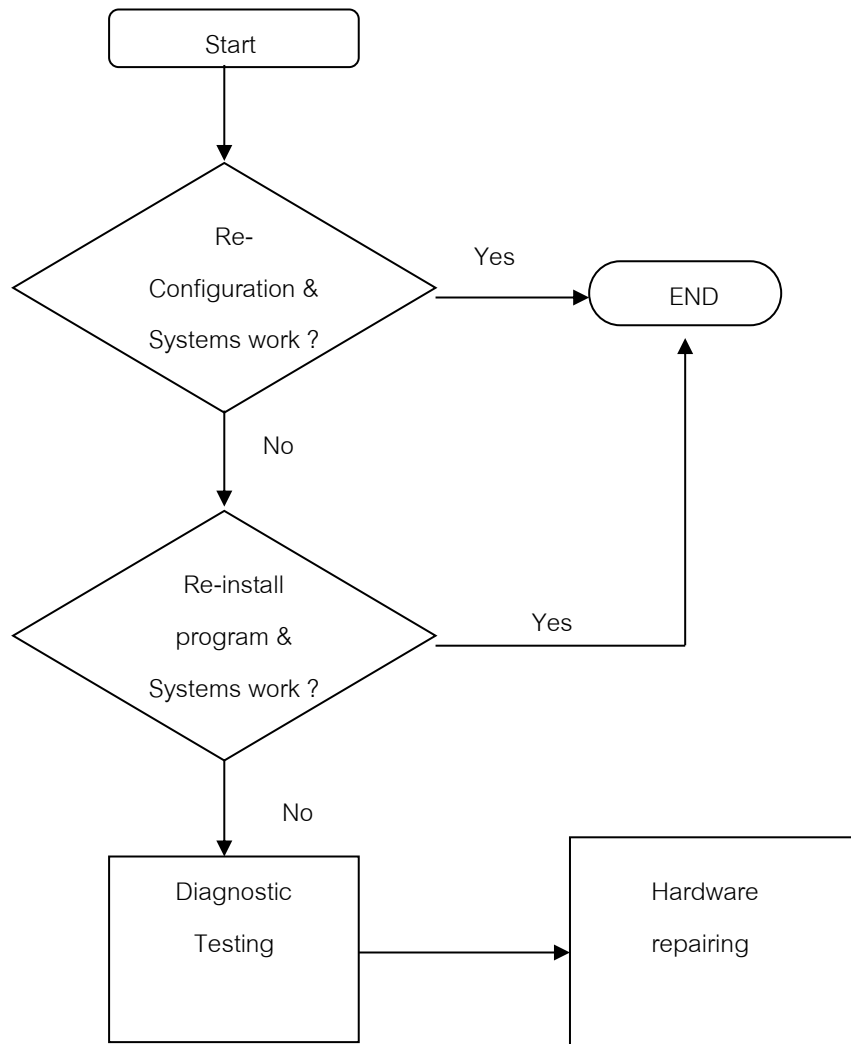 Start
Re-
Configuration &
Systems work ?
Yes
END
No
Re-install
program &
Systems work ?
Yes
No
Diagnostic
Testing
Hardware
repairing